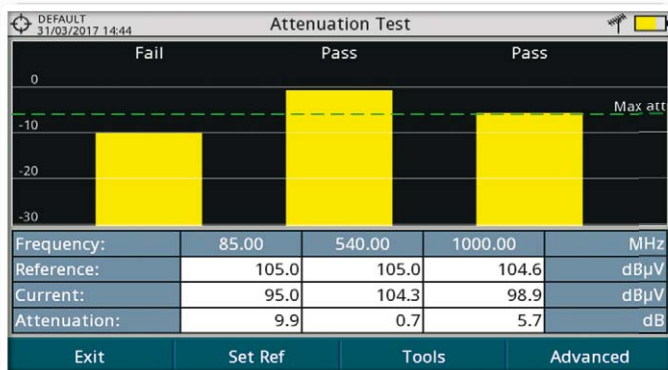 DEFAULT
31/03/2017 14:44
Attenuation Test
Fail Pass Pass
0
Max att
-10
-20
-30
Frequency: 85.00 540.00 1000.00 MHz
Reference: 105.0 105.0 104.6 dBµV
Current: 95.0 104.3 98.9 dBµV
Attenuation: 9.9 0.7 5.7 dB
Exit Set Ref Tools Advanced